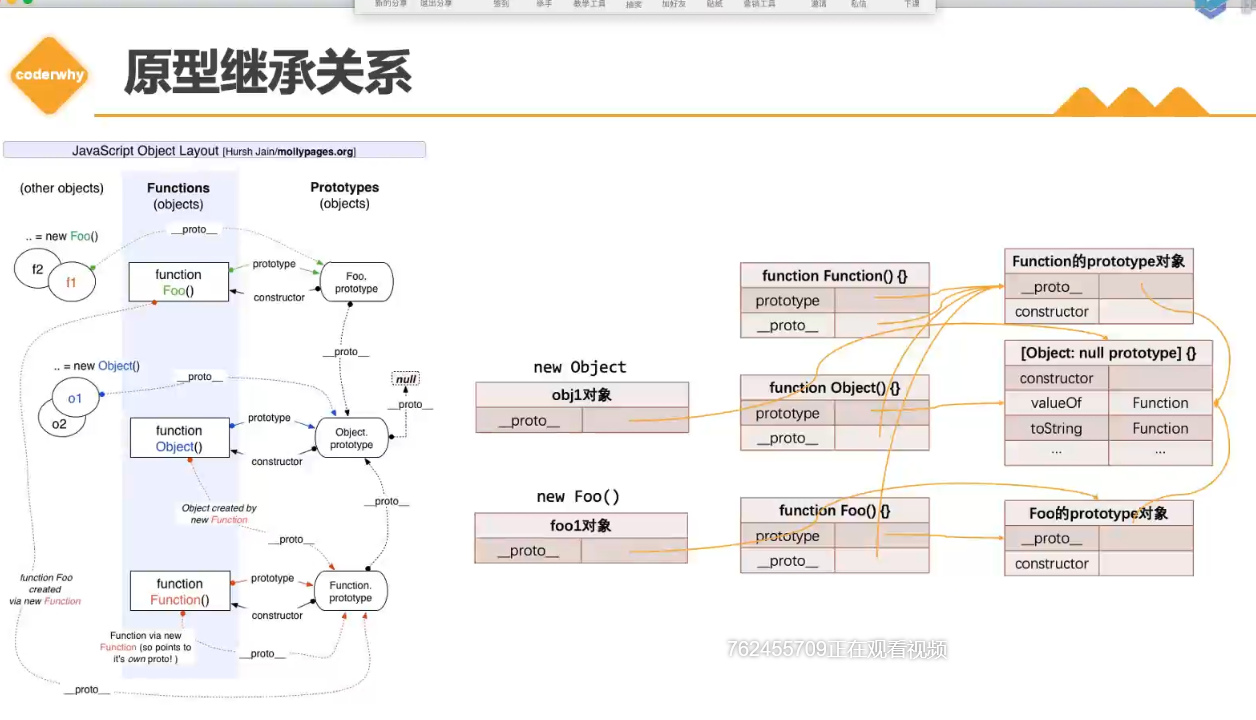 新的分享 退出分享 签到 举手 教学工具 抽奖 加好友 贴纸 营销工具 邀请 私信 下课
coderwhy
原型继承关系
JavaScript Object Layout [Hursh Jain/mollypages.org]
(other objects)
Functions
(objects)
Prototypes
(objects)
.. = new Foo()
f2
f1
__proto__
function
Foo()
prototype
constructor
Foo.
prototype
__proto__
.. = new Object()
o1
o2
__proto__
function
Object()
prototype
constructor
Object.
prototype
null
__proto__
Object created by
new Function
__proto__
__proto__
function Foo
created
via new Function
function
Function()
prototype
constructor
Function.
prototype
Function via new
Function (so points to
it's own proto! )
__proto__
__proto__
new Object
obj1对象
__proto__
new Foo()
foo1对象
__proto__
function Function() {}
prototype
__proto__
function Object() {}
prototype
__proto__
function Foo() {}
prototype
__proto__
Function的prototype对象
__proto__
constructor
[Object: null prototype] {}
constructor
valueOf Function
toString Function
... ...
Foo的prototype对象
__proto__
constructor
762455709正在观看视频